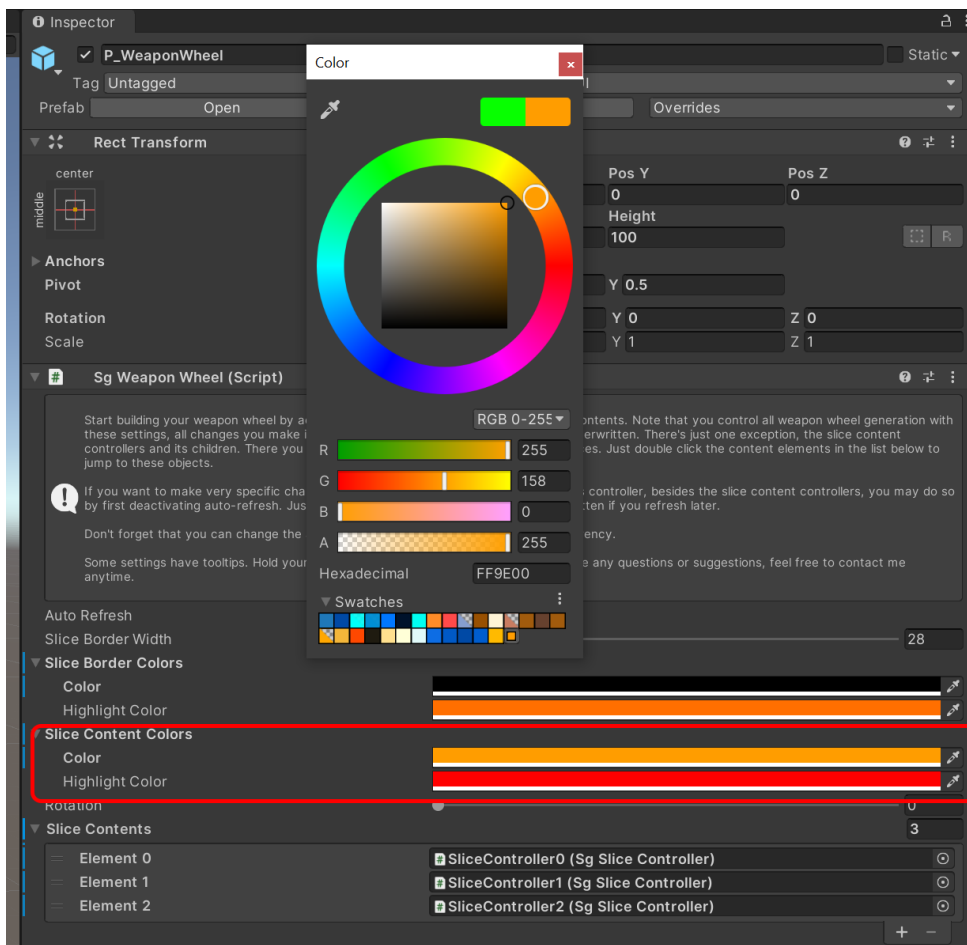 Inspector
P_WeaponWheel
Static
Tag Untagged
Prefab Open Overrides
Color
Rect Transform
center
middle
Pos Y Pos Z
0 0
Height
100
R
Anchors
Pivot Y 0.5
Rotation Y 0 Z 0
Scale Y 1 Z 1
Sg Weapon Wheel (Script)
RGB 0-255
R 255
G 158
B 0
A 255
Hexadecimal FF9E00
Swatches
Start building your weapon wheel by ontents. Note that you control all weapon wheel generation with
these settings, all changes you make erwritten. There's just one exception, the slice content
controllers and its children. There you es. Just double click the content elements in the list below to
jump to these objects.
If you want to make very specific cha controller, besides the slice content controllers, you may do so
by first deactivating auto-refresh. Jus ten if you refresh later.
Don't forget that you can change the ency.
Some settings have tooltips. Hold your e any questions or suggestions, feel free to contact me
anytime.
Auto Refresh
Slice Border Width 28
Slice Border Colors
Color
Highlight Color
Slice Content Colors
Color
Highlight Color
Rotation 0
Slice Contents 3
Element 0 # SliceController0 (Sg Slice Controller)
Element 1 # SliceController1 (Sg Slice Controller)
Element 2 # SliceController2 (Sg Slice Controller)
+ −